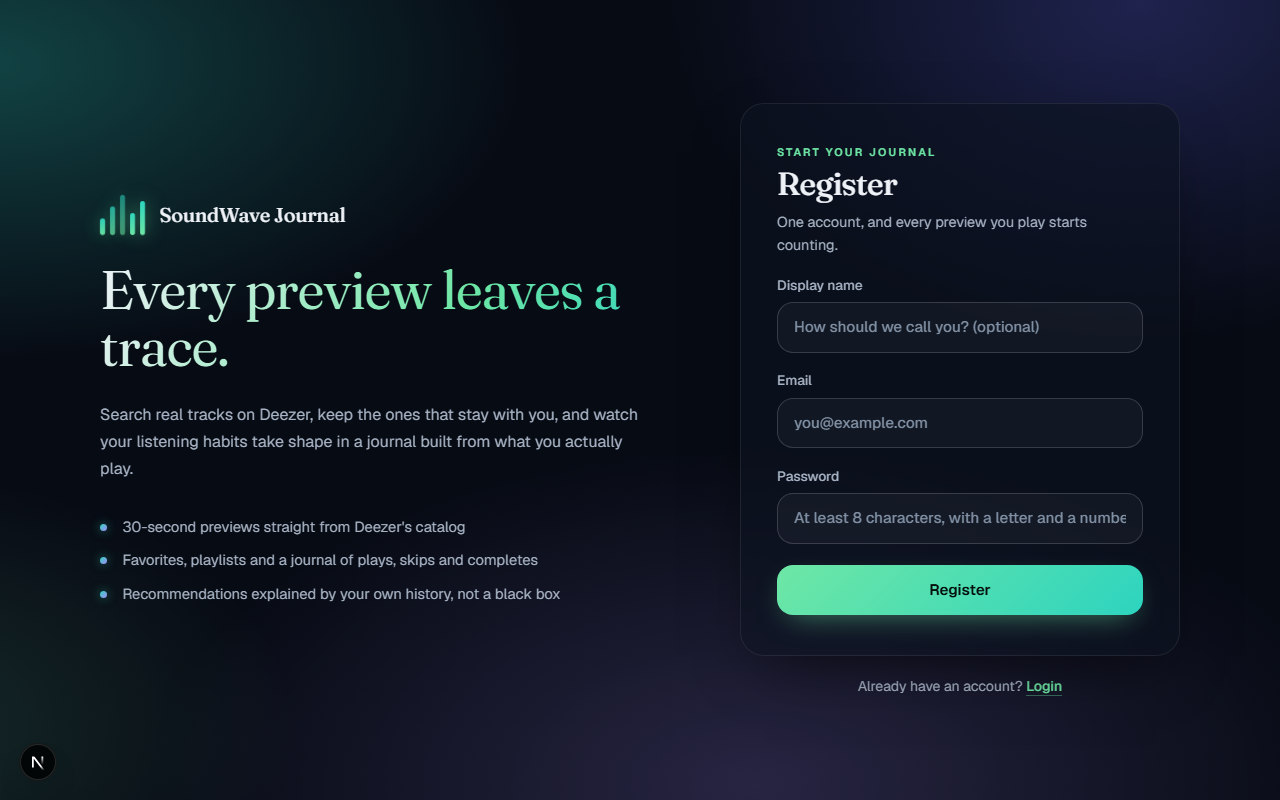 SoundWave Journal
Every preview leaves a
trace.
Search real tracks on Deezer, keep the ones that stay with you, and watch
your listening habits take shape in a journal built from what you actually
play.
30-second previews straight from Deezer's catalog
Favorites, playlists and a journal of plays, skips and completes
Recommendations explained by your own history, not a black box
START YOUR JOURNAL
Register
One account, and every preview you play starts
counting.
Display name
How should we call you? (optional)
Email
you@example.com
Password
At least 8 characters, with a letter and a numbe
Register
Already have an account? Login
N